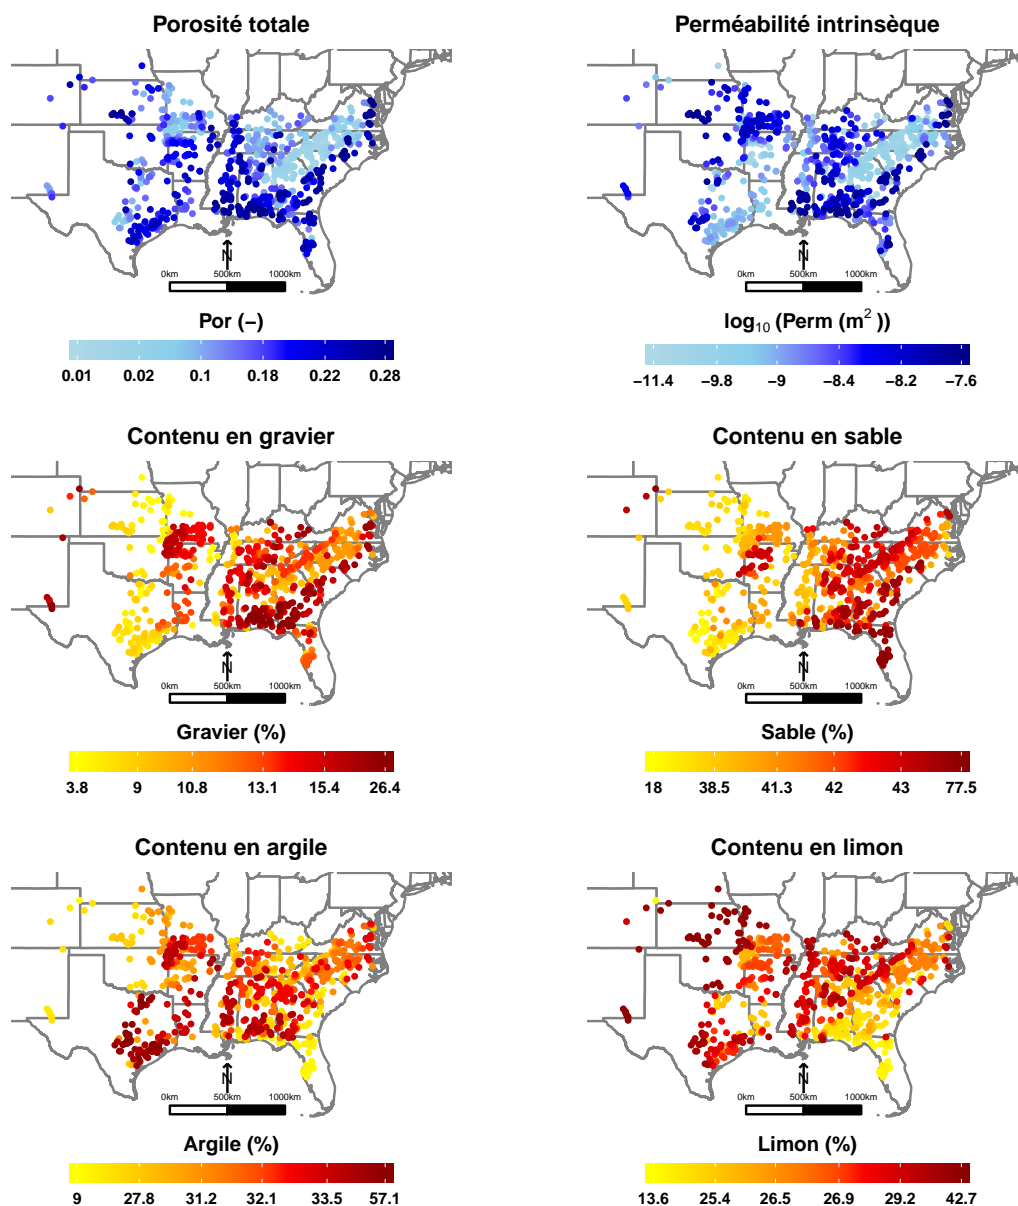 Porosité totale
Perméabilité intrinsèque
N
0km 500km 1000km
N
0km 500km 1000km
Por (−)
0.01 0.02 0.1 0.18 0.22 0.28
log10 (Perm (m2 ))
−11.4 −9.8 −9 −8.4 −8.2 −7.6
Contenu en gravier
Contenu en sable
N
0km 500km 1000km
N
0km 500km 1000km
Gravier (%)
3.8 9 10.8 13.1 15.4 26.4
Sable (%)
18 38.5 41.3 42 43 77.5
Contenu en argile
Contenu en limon
N
0km 500km 1000km
N
0km 500km 1000km
Argile (%)
9 27.8 31.2 32.1 33.5 57.1
Limon (%)
13.6 25.4 26.5 26.9 29.2 42.7